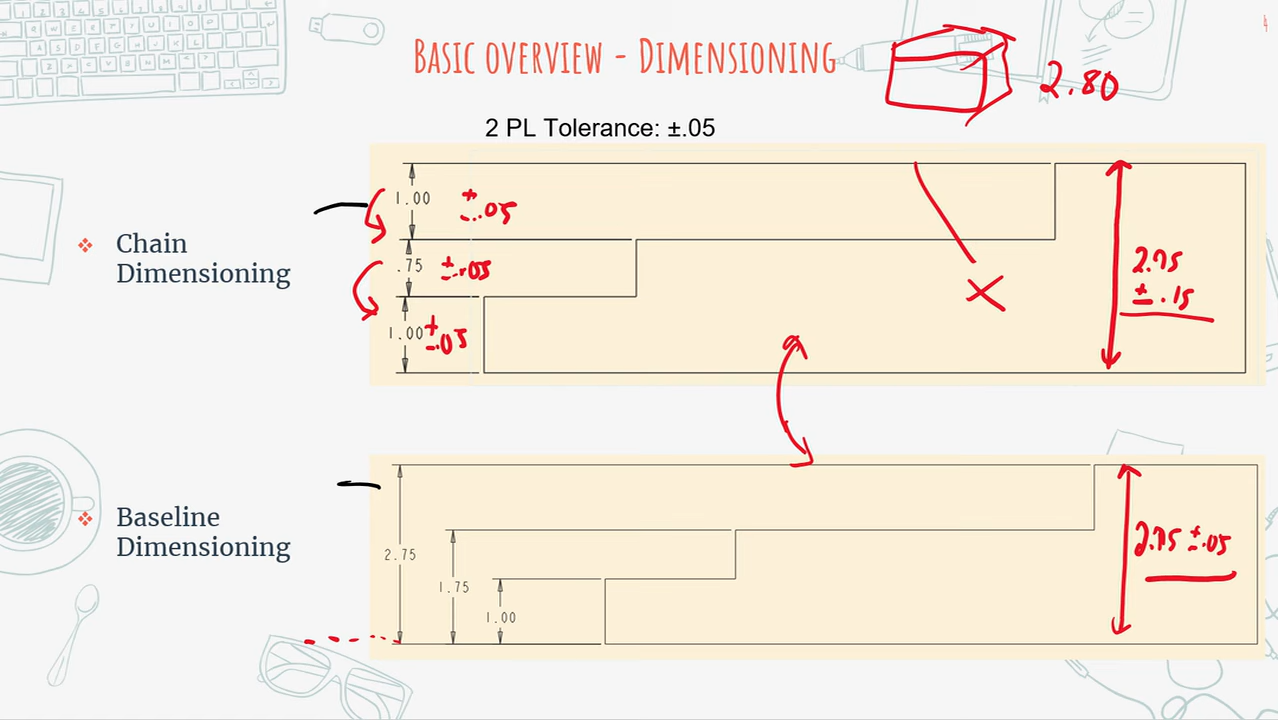 4
BASIC OVERVIEW - DIMENSIONING
2.80
2 PL Tolerance: ±.05
1.00 ±.05
Chain
Dimensioning
.75 ±.05
1.00 ±.05
2.75
± .15
X
Baseline
Dimensioning
2.75
1.75
1.00
2.75 ±.05